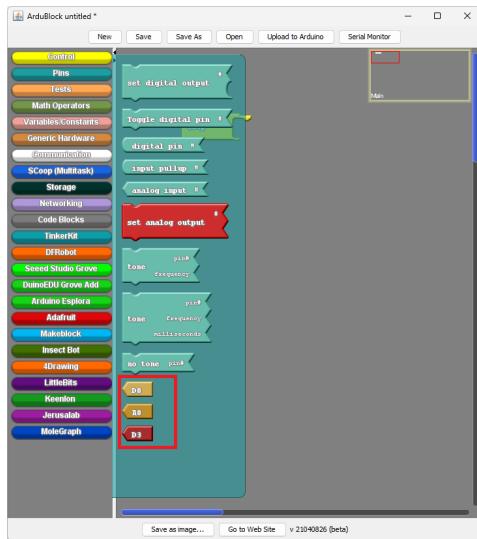 ArduBlock untitled *
New Save Save As Open Upload to Arduino Serial Monitor
Control
Pins
Tests
Math Operators
Variables/Constants
Generic Hardware
Communication
SCoop (Multitask)
Storage
Networking
Code Blocks
TinkerKit
DFRobot
Seeed Studio Grove
DuinoEDU Grove Add
Arduino Esplora
Adafruit
Makeblock
Insect Bot
4Drawing
LittleBits
Keenlon
Jerusalab
MoleGraph
set digital output #
Toggle digital pin #
digital pin #
input pullup #
analog input #
set analog output #
tone pin#
frequency
tone pin#
frequency
milliseconds
no tone pin#
D0
A0
D3
Main
Save as image... Go to Web Site v 21040826 (beta)